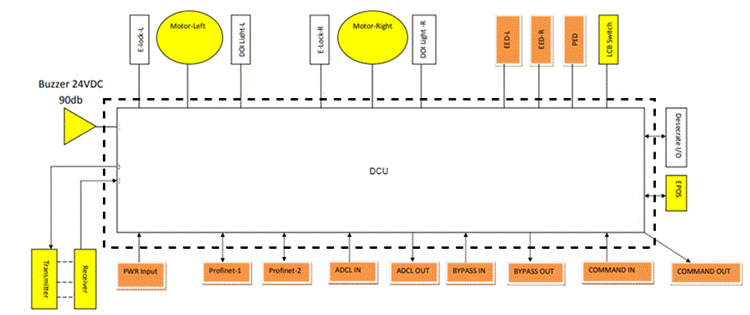 E-lock-L
Motor-Left
DOI Light-L
E-Lock-R
Motor-Right
DOI Light -R
EED-L
EED-R
PED
LCB Switch
Buzzer 24VDC
90db
DCU
Desecrate I/O
EPOS
Transmitter
Receiver
PWR Input
Profinet-1
Profinet-2
ADCL IN
ADCL OUT
BYPASS IN
BYPASS OUT
COMMAND IN
COMMAND OUT